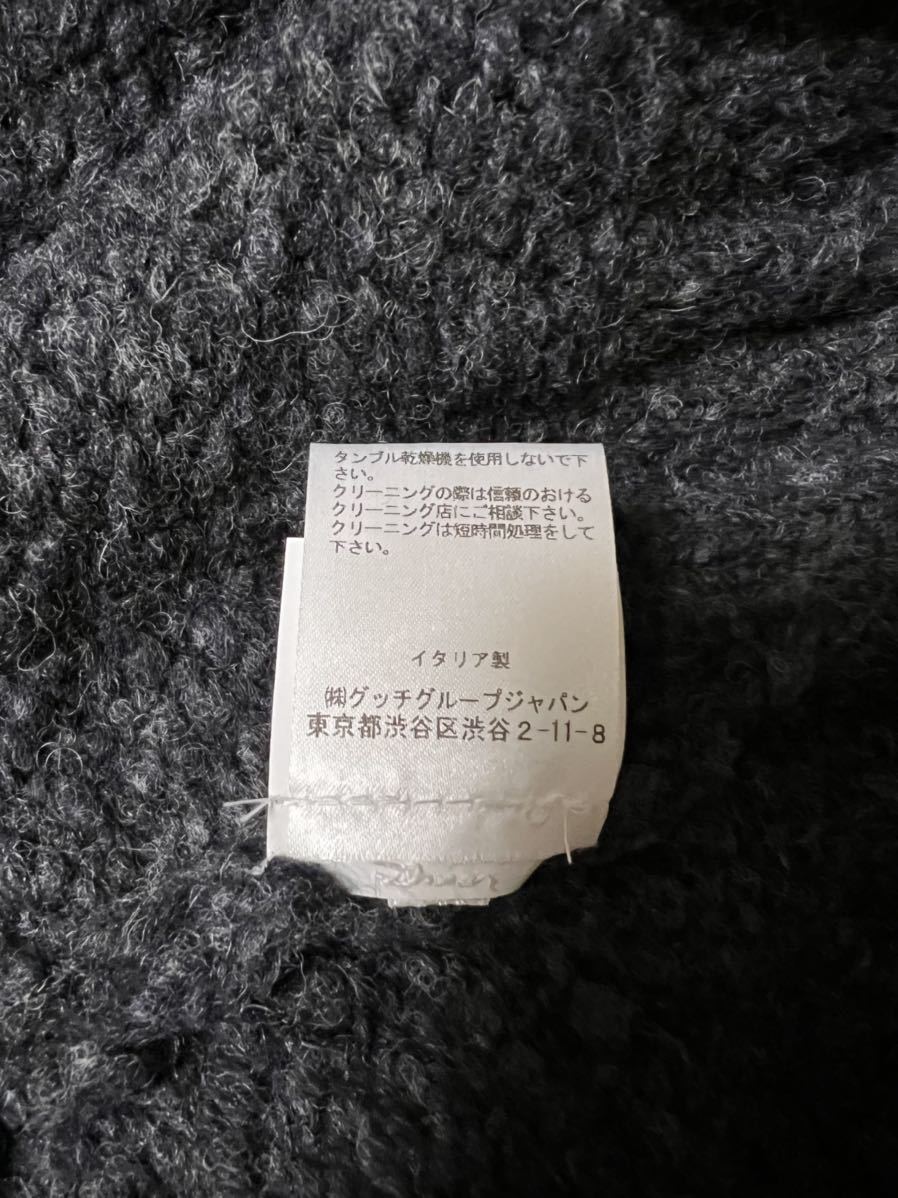 タンブル乾燥機を使用しないで下
さい。
クリーニングの際は信頼のおける
クリーニング店にご相談下さい。
クリーニングは短時間処理をして
下さい。
イタリア製
㈱グッチグループジャパン
東京都渋谷区渋谷2-11-8